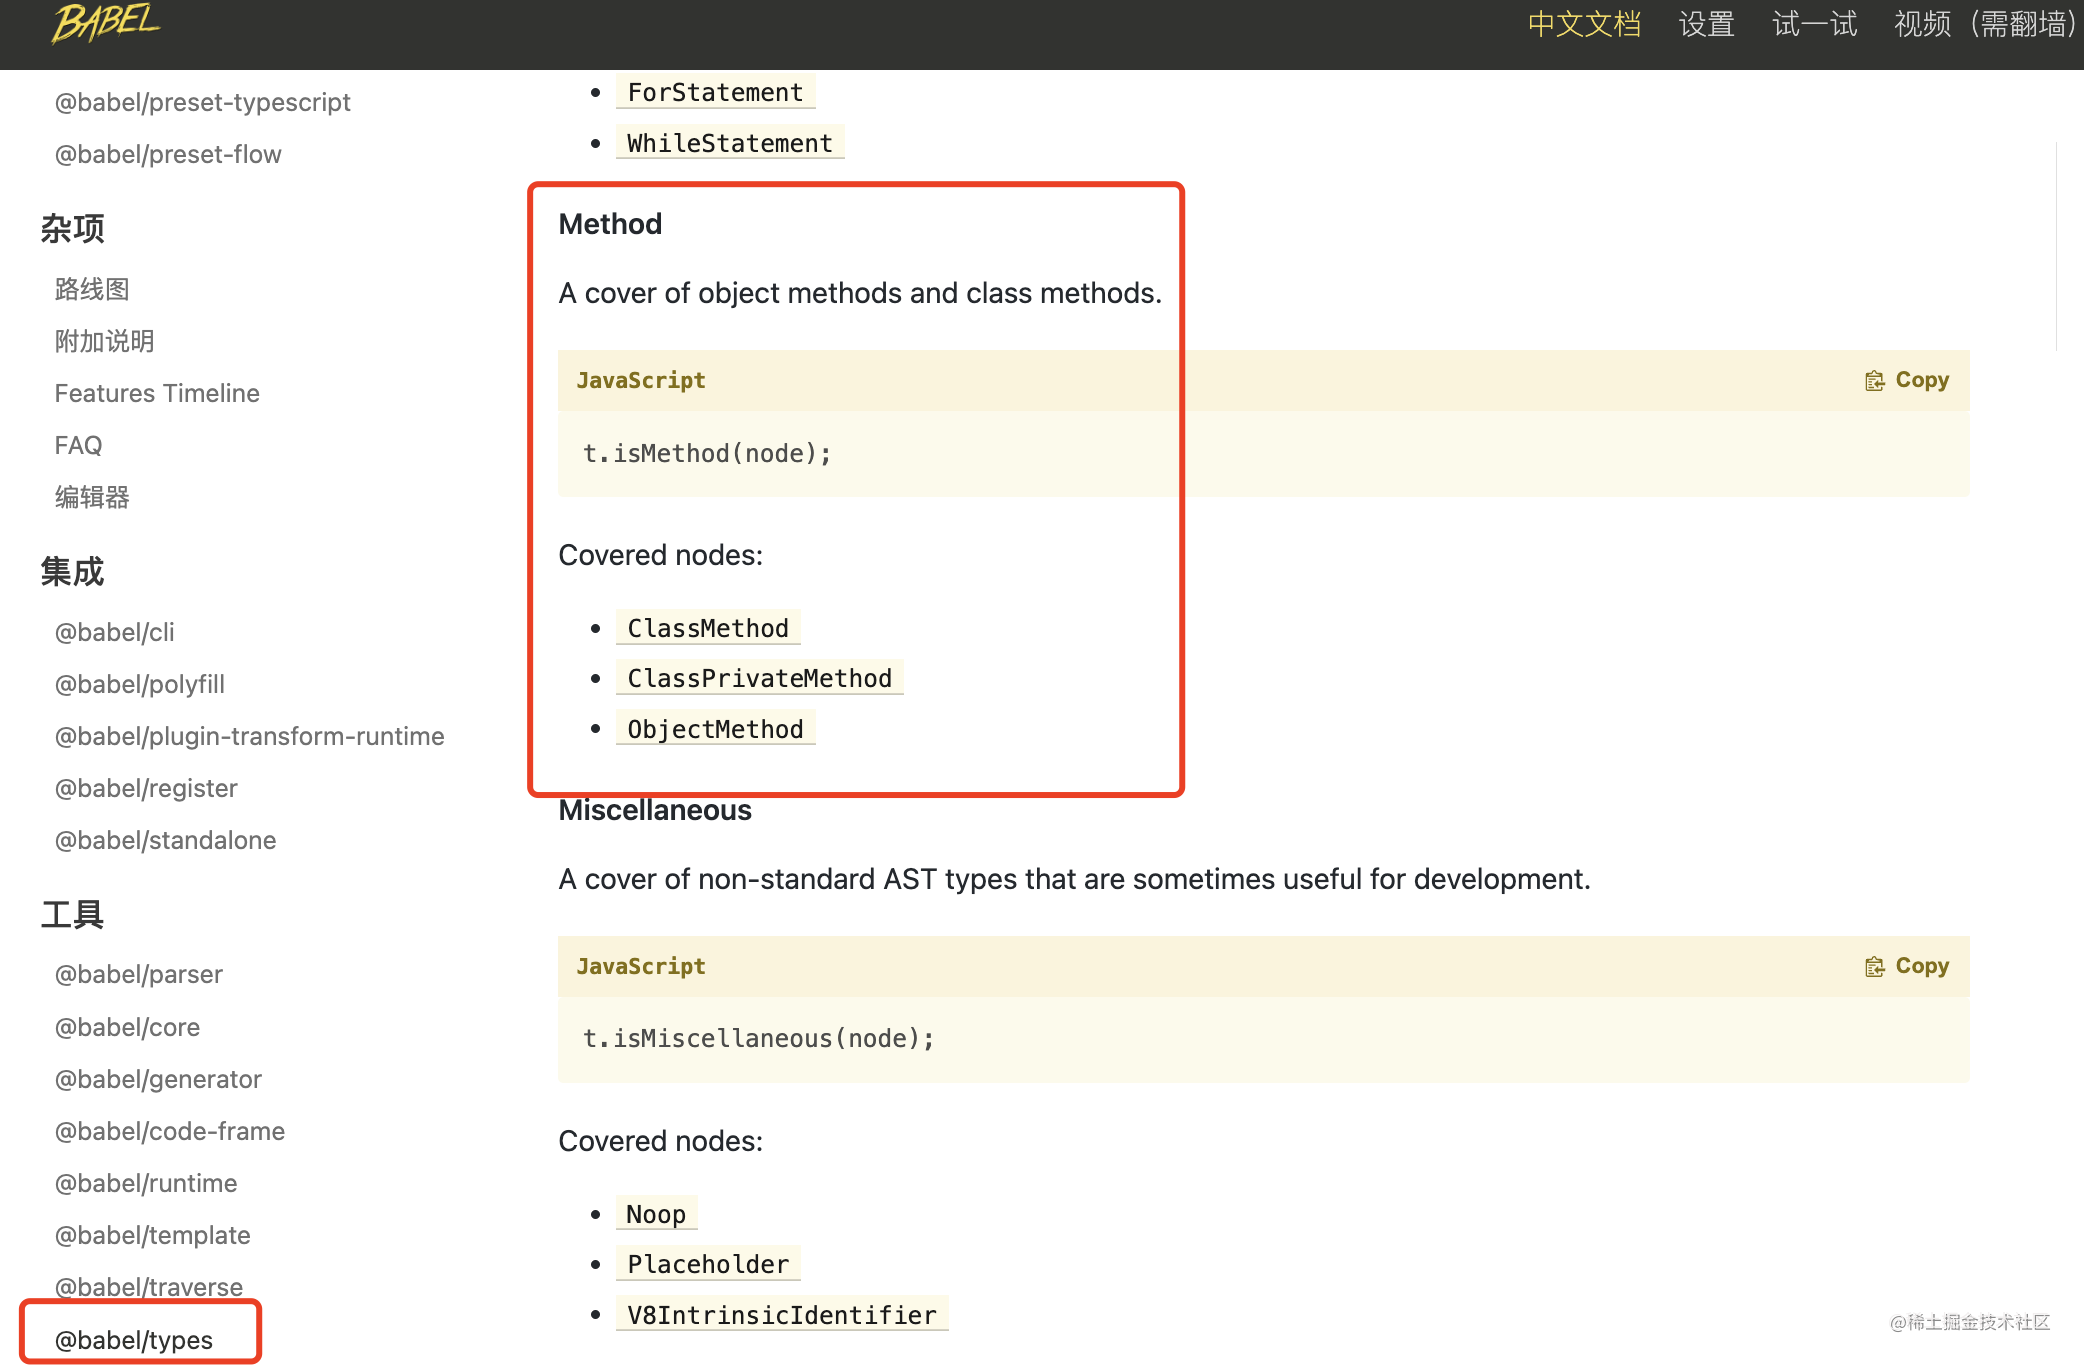 BABEL
中文文档 设置 试一试 视频（需翻墙）
@babel/preset-typescript
@babel/preset-flow
杂项
路线图
附加说明
Features Timeline
FAQ
编辑器
集成
@babel/cli
@babel/polyfill
@babel/plugin-transform-runtime
@babel/register
@babel/standalone
工具
@babel/parser
@babel/core
@babel/generator
@babel/code-frame
@babel/runtime
@babel/template
@babel/traverse
@babel/types
ForStatement
WhileStatement
Method
A cover of object methods and class methods.
JavaScript Copy
t.isMethod(node);
Covered nodes:
ClassMethod
ClassPrivateMethod
ObjectMethod
Miscellaneous
A cover of non-standard AST types that are sometimes useful for development.
JavaScript Copy
t.isMiscellaneous(node);
Covered nodes:
Noop
Placeholder
V8IntrinsicIdentifier
@稀土掘金技术社区